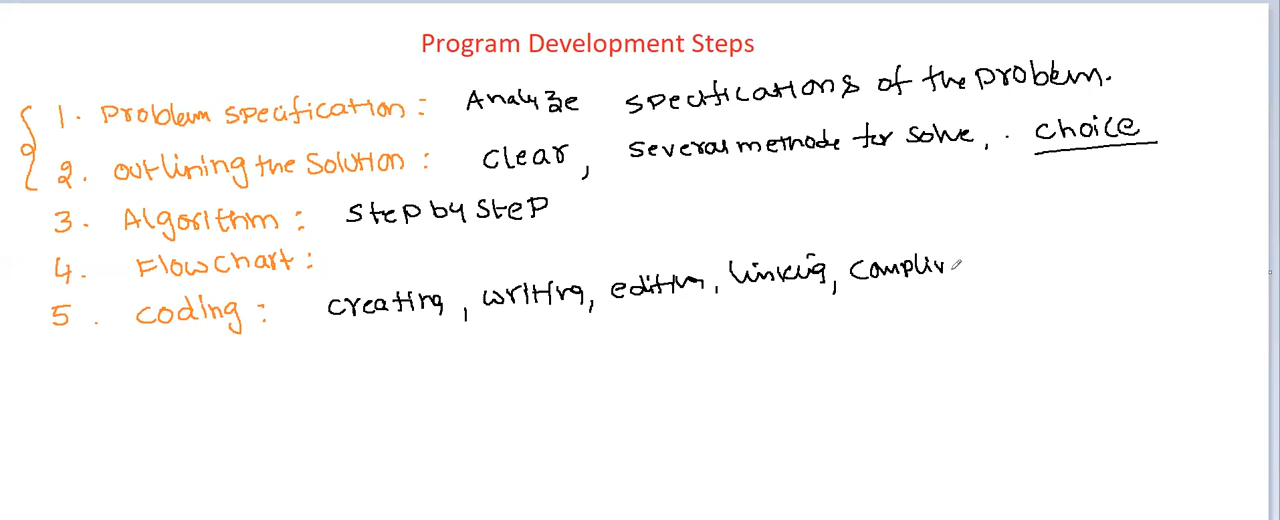 Program Development Steps
1. Problem specification: Analyze specifications of the problem.
2. Outlining the Solution: clear, several methods for solve, . choice
3. Algorithm: step by step
4. Flowchart:
5. coding: creating, writing, editing, linking,